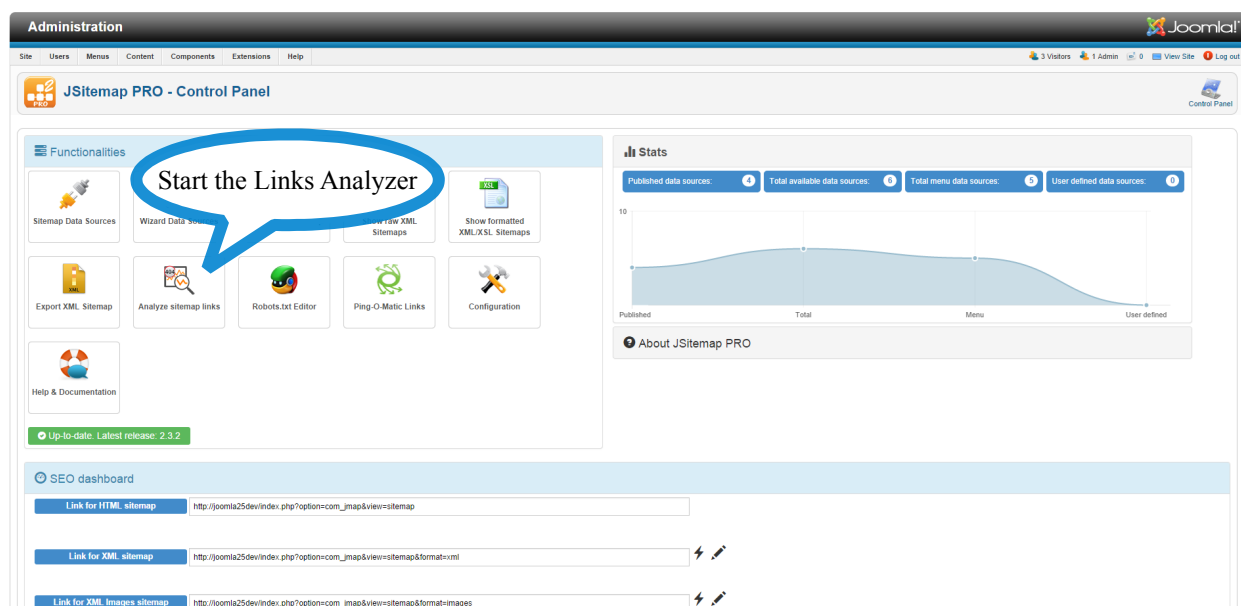 Administration
Joomla!
Site Users Menus Content Components Extensions Help
3 Visitors 1 Admin 0 View Site Log out
PRO
JSitemap PRO - Control Panel
Control Panel
Functionalities
Start the Links Analyzer
XSL
Sitemap Data Sources
Wizard Data Sources
Show raw XML
Sitemaps
Show formatted
XML/XSL Sitemaps
XML
404
Export XML Sitemap
Analyze sitemap links
Robots.txt Editor
Ping-O-Matic Links
Configuration
Help & Documentation
Up-to-date. Latest release: 2.3.2
Stats
Published data sources: 4
Total available data sources: 6
Total menu data sources: 5
User defined data sources: 0
10
Published Total Menu User defined
About JSitemap PRO
SEO dashboard
Link for HTML sitemap http://joomla25dev/index.php?option=com_jmap&view=sitemap
Link for XML sitemap http://joomla25dev/index.php?option=com_jmap&view=sitemap&format=xml
Link for XML Images sitemap http://joomla25dev/index.php?option=com_jmap&view=sitemap&format=images